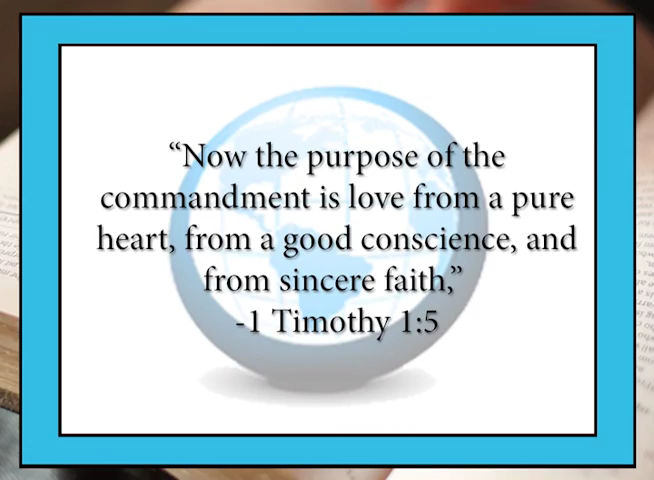 “Now the purpose of the
commandment is love from a pure
heart, from a good conscience, and
from sincere faith,”
-1 Timothy 1:5